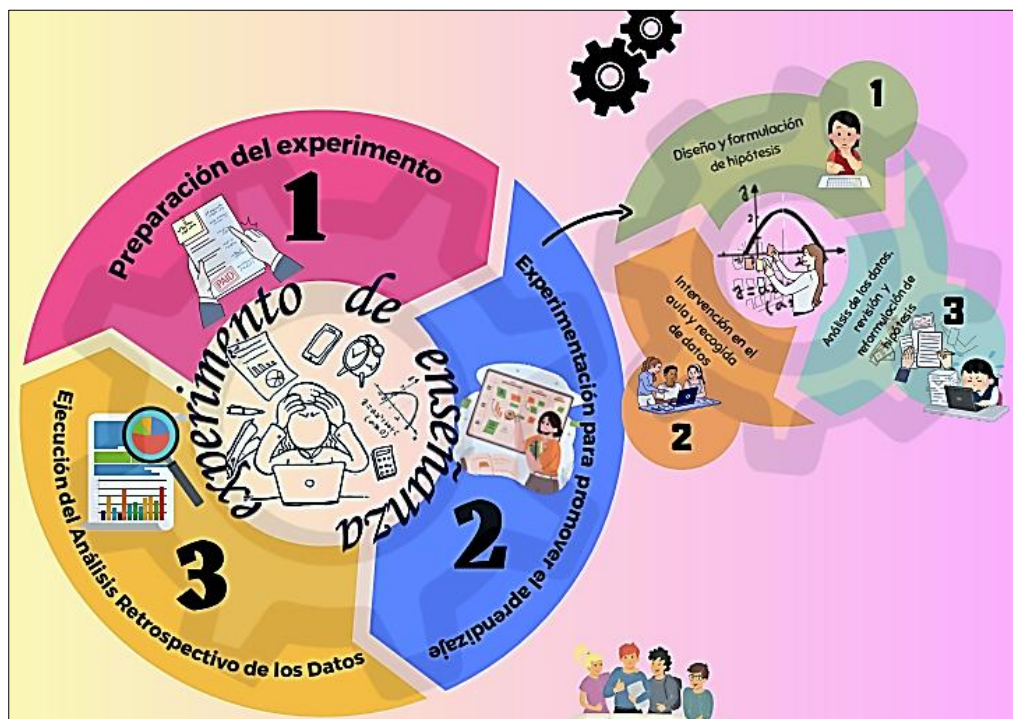 Preparación del experimento
1
Experimentación para promover el aprendizaje
2
Ejecución del Análisis Retrospectivo de los Datos
3
experimento de enseñanza
PAID
Diseño y formulación
de hipótesis
1
Intervención en el
aula y recogida
de datos
2
Análisis de los datos,
revisión y
reformulación de
hipótesis
3